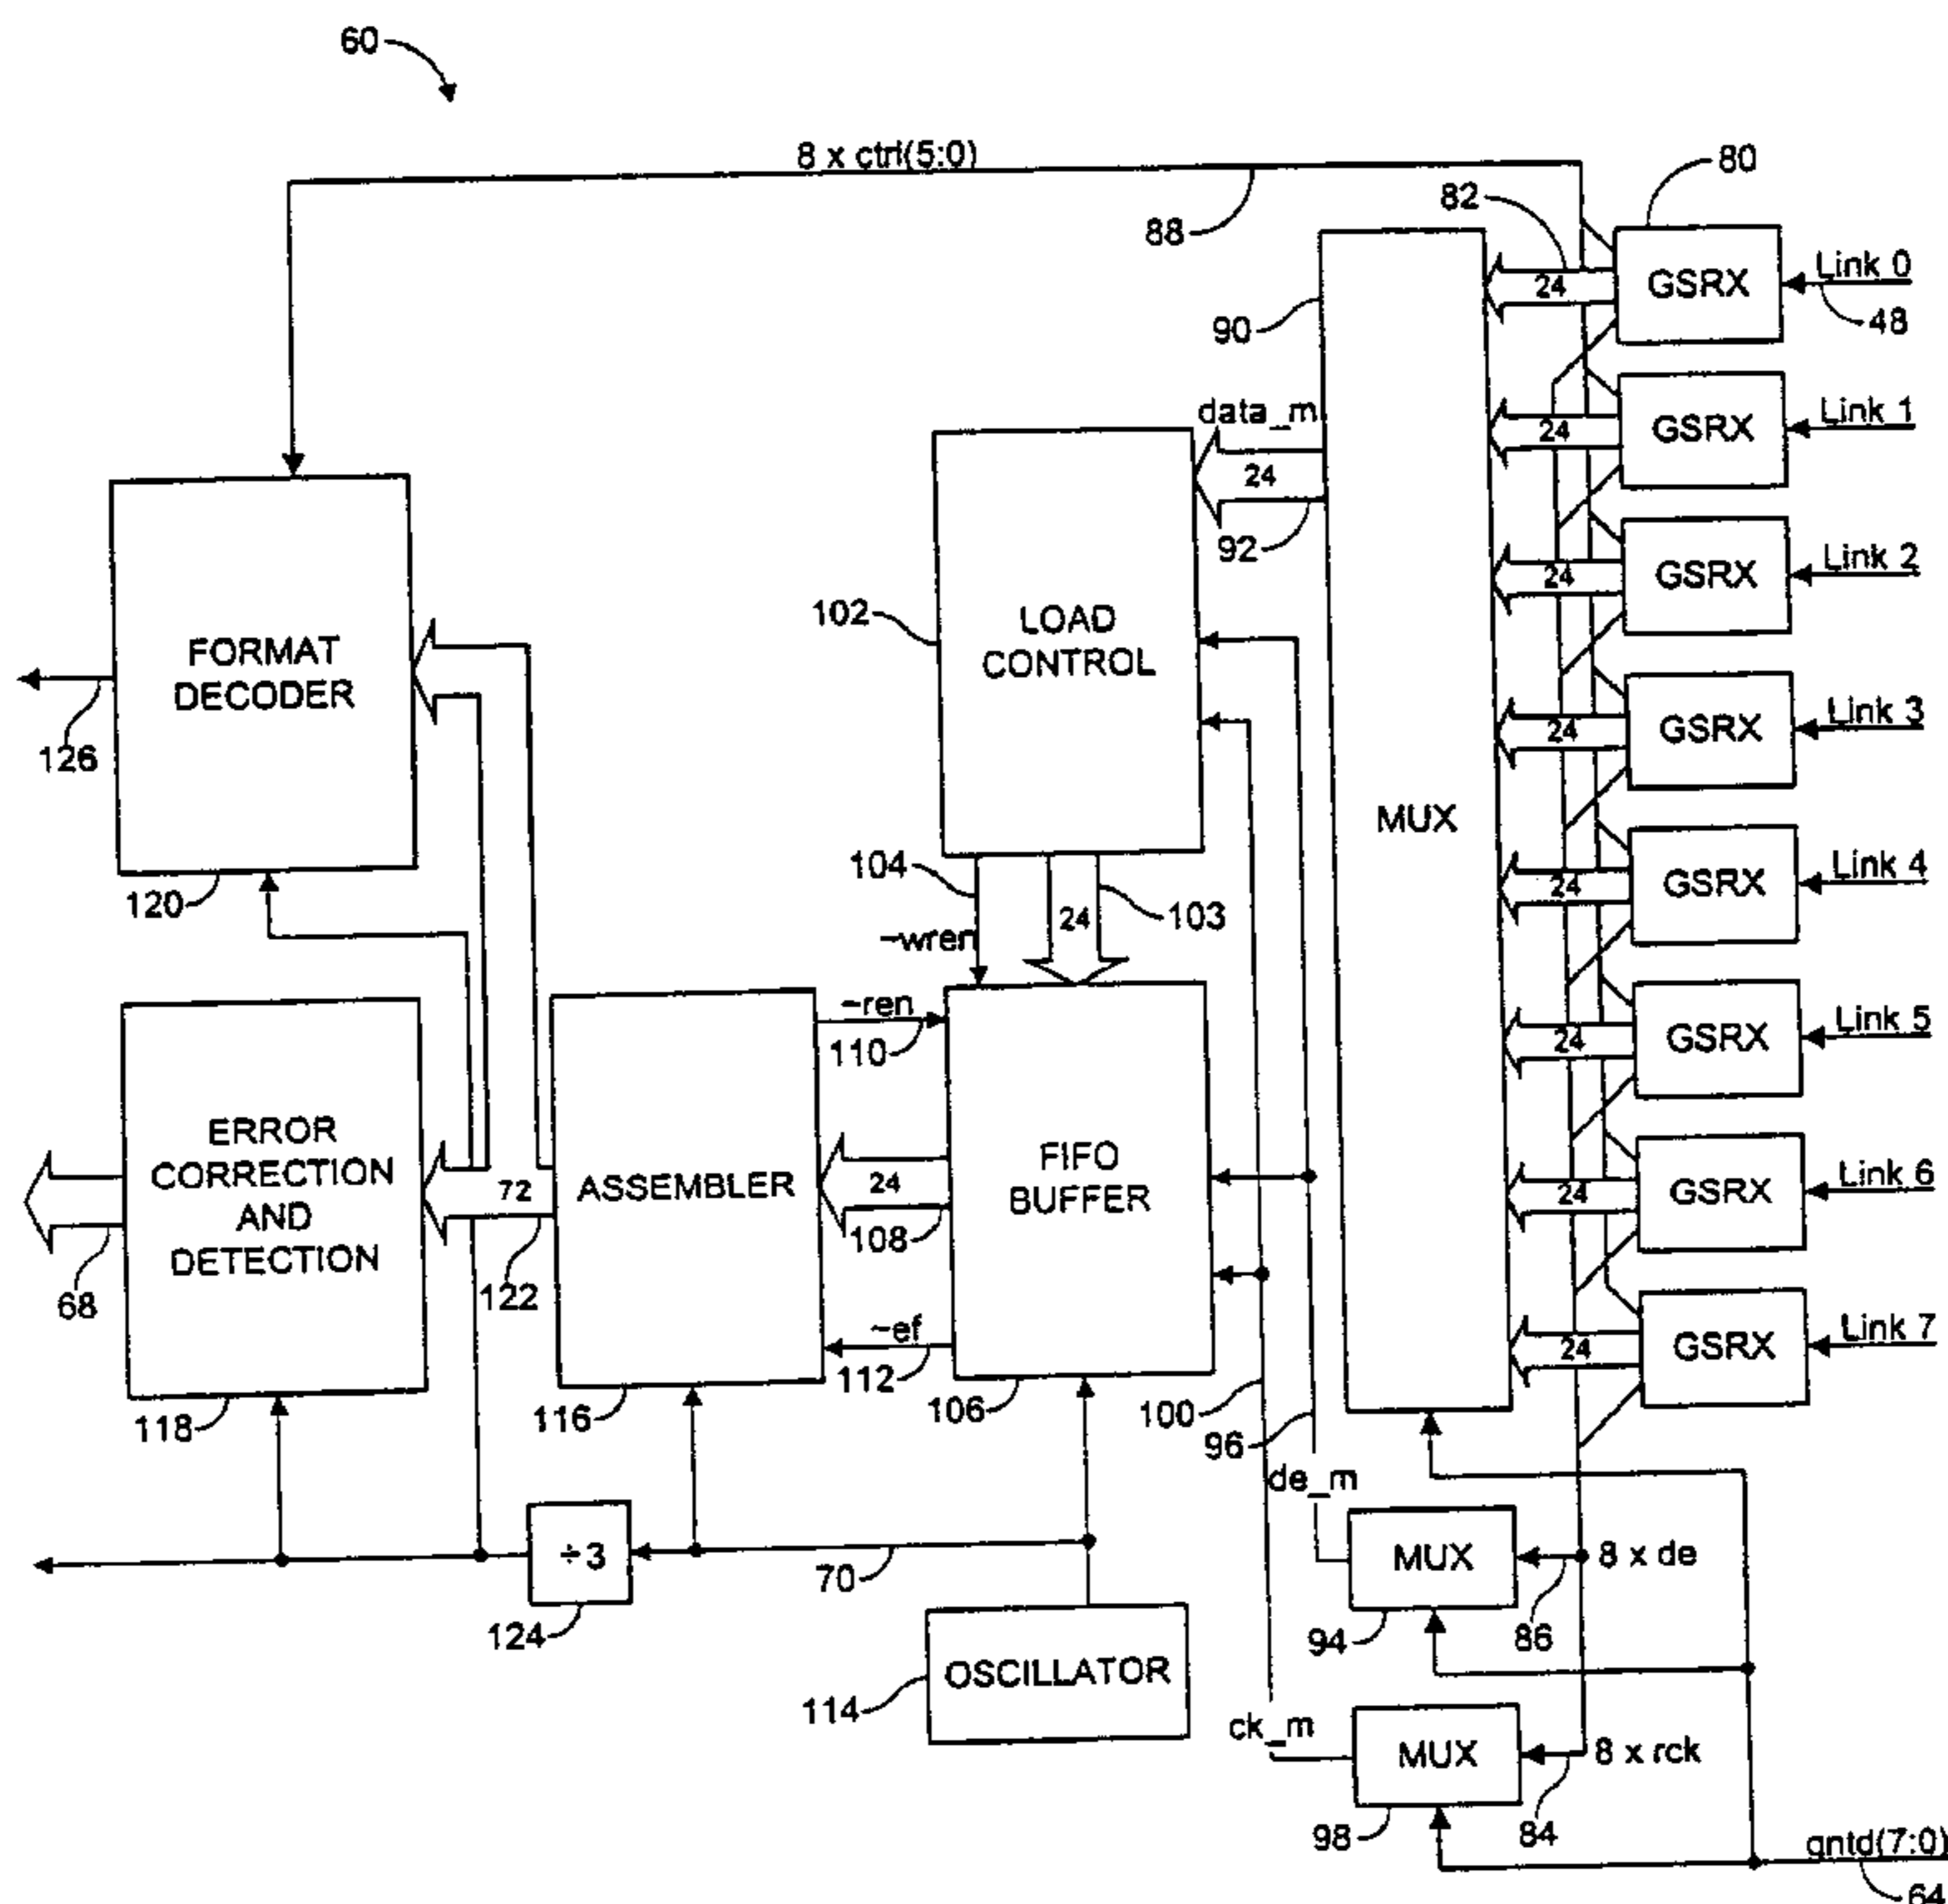 60
8 x ctrl(5:0)
88
82
80
GSRX
Link 0
48
24
90
GSRX
Link 1
24
data_m
24
92
GSRX
Link 2
24
102
LOAD
CONTROL
FORMAT
DECODER
126
120
GSRX
Link 3
24
MUX
GSRX
Link 4
24
104
24
103
~wren
GSRX
Link 5
24
~ren
110
ERROR
CORRECTION
AND
DETECTION
68
118
72
122
ASSEMBLER
116
24
108
FIFO
BUFFER
106
~ef
112
GSRX
Link 6
24
GSRX
Link 7
24
100
96
de_m
÷3
124
70
MUX
94
8 x de
86
OSCILLATOR
114
ck_m
MUX
98
8 x rck
84
gntd(7:0)
64